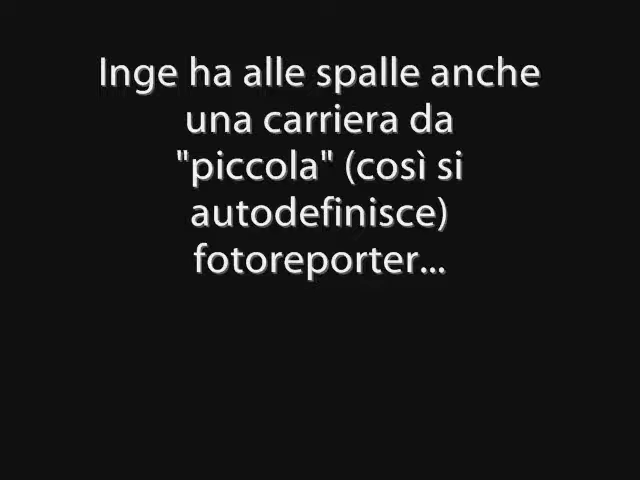 Inge ha alle spalle anche
una carriera da
"piccola" (così si
autodefinisce)
fotoreporter...